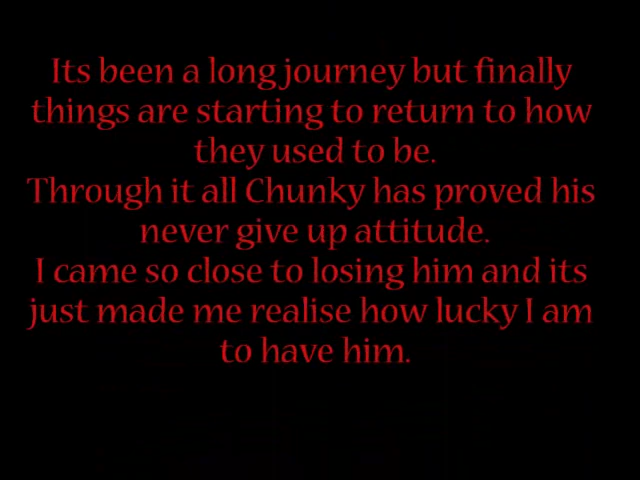 Its been a long journey but finally
things are starting to return to how
they used to be.
Through it all Chunky has proved his
never give up attitude.
I came so close to losing him and its
just made me realise how lucky I am
to have him.